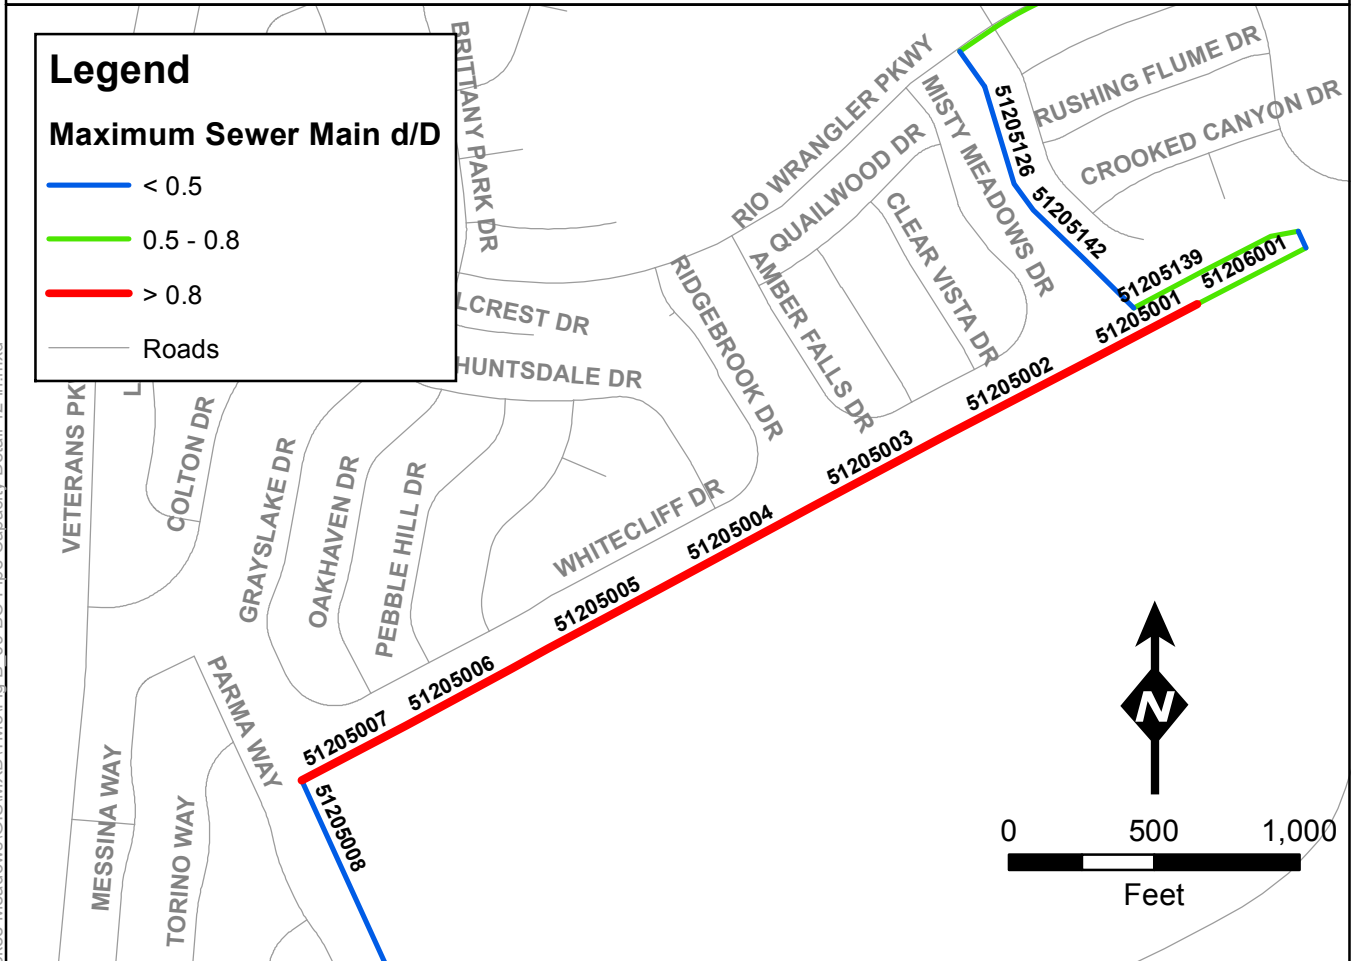 Legend
Maximum Sewer Main d/D
< 0.5
0.5 - 0.8
> 0.8
Roads
BRITTANY PARK DR
RIO WRANGLER PKWY
MISTY MEADOWS DR
51205126
RUSHING FLUME DR
CROOKED CANYON DR
QUAILWOOD DR
CLEAR VISTA DR
51205142
AMBER FALLS DR
RIDGEBROOK DR
51205139
51206001
51205001
LCREST DR
HUNTSDALE DR
51205002
VETERANS PK
L
COLTON DR
GRAYSLAKE DR
OAKHAVEN DR
PEBBLE HILL DR
WHITECLIFF DR
51205003
51205004
51205005
51205006
51205007
PARMA WAY
51205008
MESSINA WAY
TORINO WAY
N
0 500 1,000
Feet